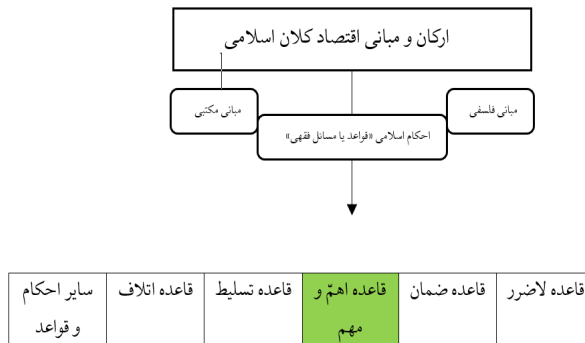 ارکان و مبانی اقتصاد کلان اسلامی
مبانی فلسفی
مبانی مکتبی
احکام اسلامی «قواعد یا مسائل فقهی»
قاعده لاضرر
قاعده ضمان
قاعده اهمّ و
مهم
قاعده تسلیط
قاعده اتلاف
سایر احکام
و قواعد